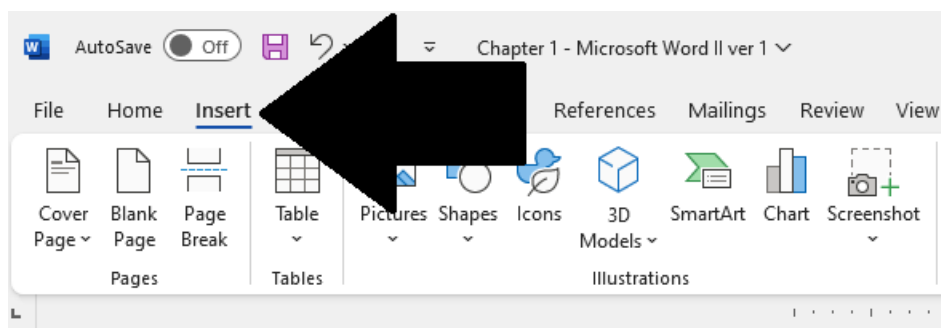 W AutoSave Off Chapter 1 - Microsoft Word II ver 1
File Home Insert References Mailings Review View
Cover Page Blank Page Page Break Table Pictures Shapes Icons 3D Models SmartArt Chart Screenshot
Pages Tables Illustrations